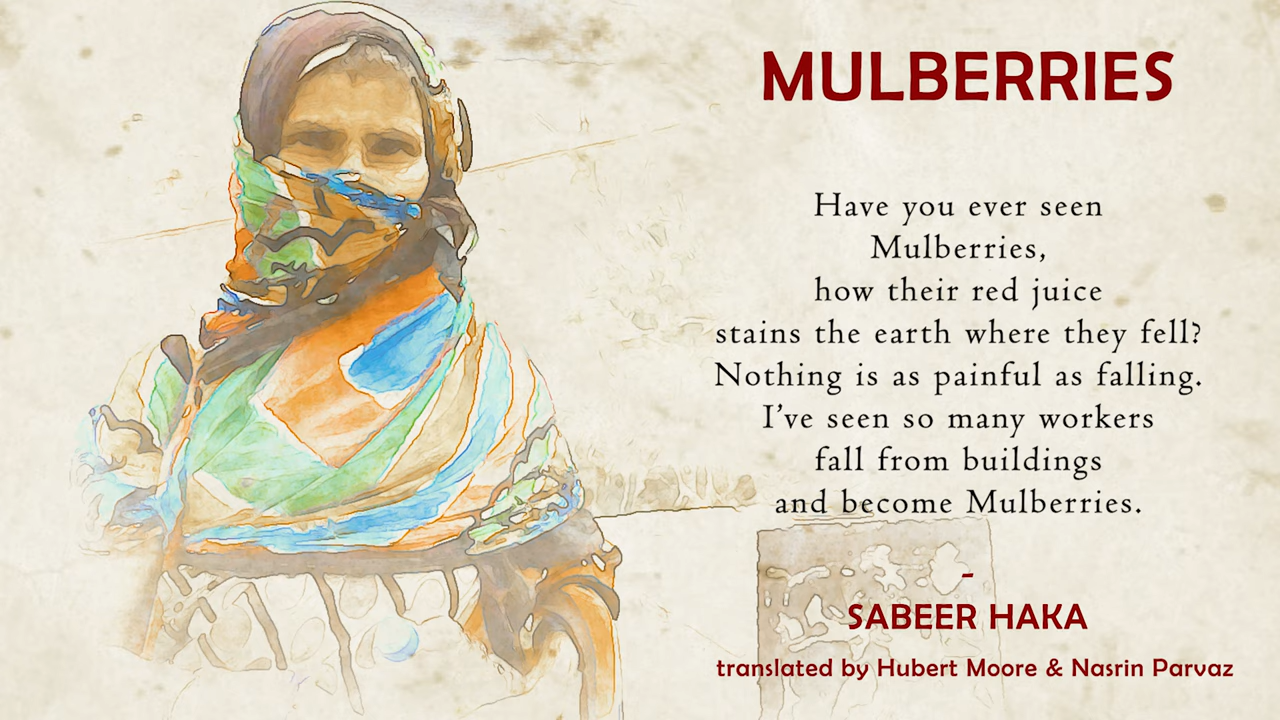 MULBERRIES
Have you ever seen
Mulberries,
how their red juice
stains the earth where they fell?
Nothing is as painful as falling.
I've seen so many workers
fall from buildings
and become Mulberries.
-
SABEER HAKA
translated by Hubert Moore & Nasrin Parvaz